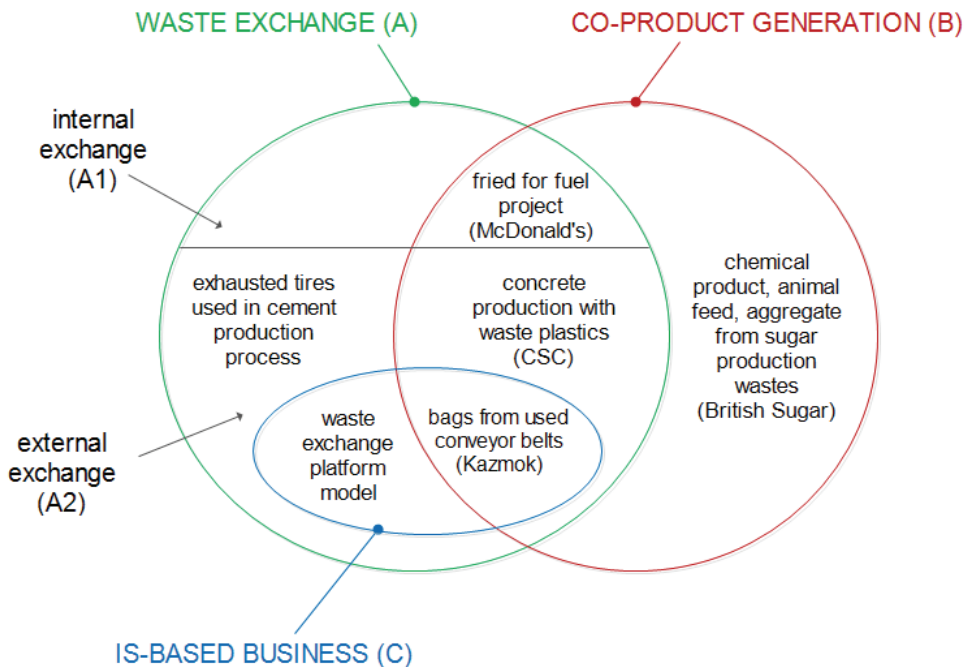 WASTE EXCHANGE (A)
CO-PRODUCT GENERATION (B)
internal
exchange
(A1)
fried for fuel
project
(McDonald's)
exhausted tires
used in cement
production
process
concrete
production with
waste plastics
(CSC)
chemical
product, animal
feed, aggregate
from sugar
production
wastes
(British Sugar)
external
exchange
(A2)
waste
exchange
platform
model
bags from used
conveyor belts
(Kazmok)
IS-BASED BUSINESS (C)